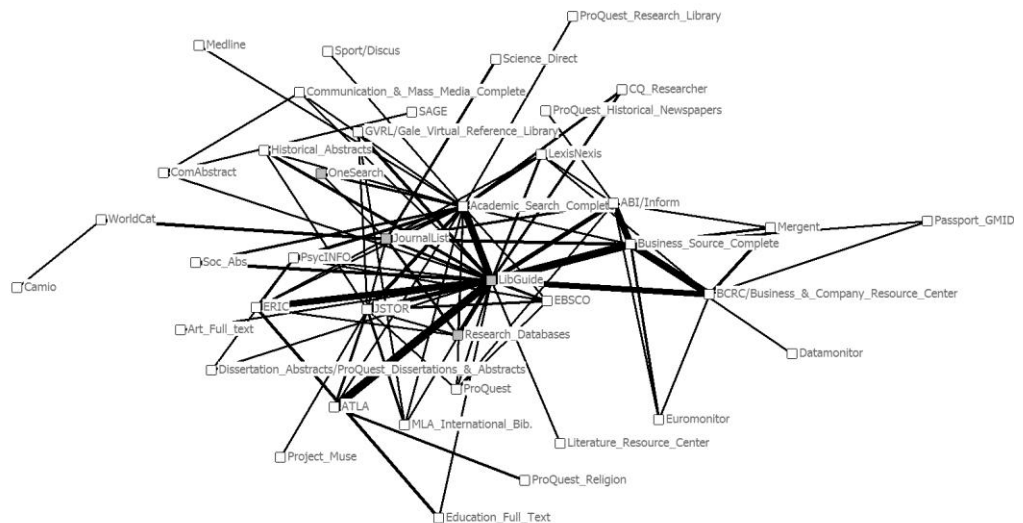 ProQuest_Research_Library
Medline
Sport/Discus
Science_Direct
Communication_&_Mass_Media_Complete
CQ_Researcher
SAGE
ProQuest_Historical_Newspapers
GVRL/Gale_Virtual_Reference_Library
Historical_Abstracts
LexisNexis
ComAbstract
OneSearch
Academic_Search_Complet
ABI/Inform
WorldCat
Passport_GMID
Mergent
JournalList
Business_Source_Complete
Soc_Abs
PsycINFO
LibGuide
Camio
BCRC/Business_&_Company_Resource_Center
EBSCO
ERIC
JSTOR
Art_Full_text
Research_Databases
Datamonitor
Dissertation_Abstracts/ProQuest_Dissertations_&_Abstracts
ProQuest
ATLA
Euromonitor
MLA_International_Bib.
Literature_Resource_Center
Project_Muse
ProQuest_Religion
Education_Full_Text